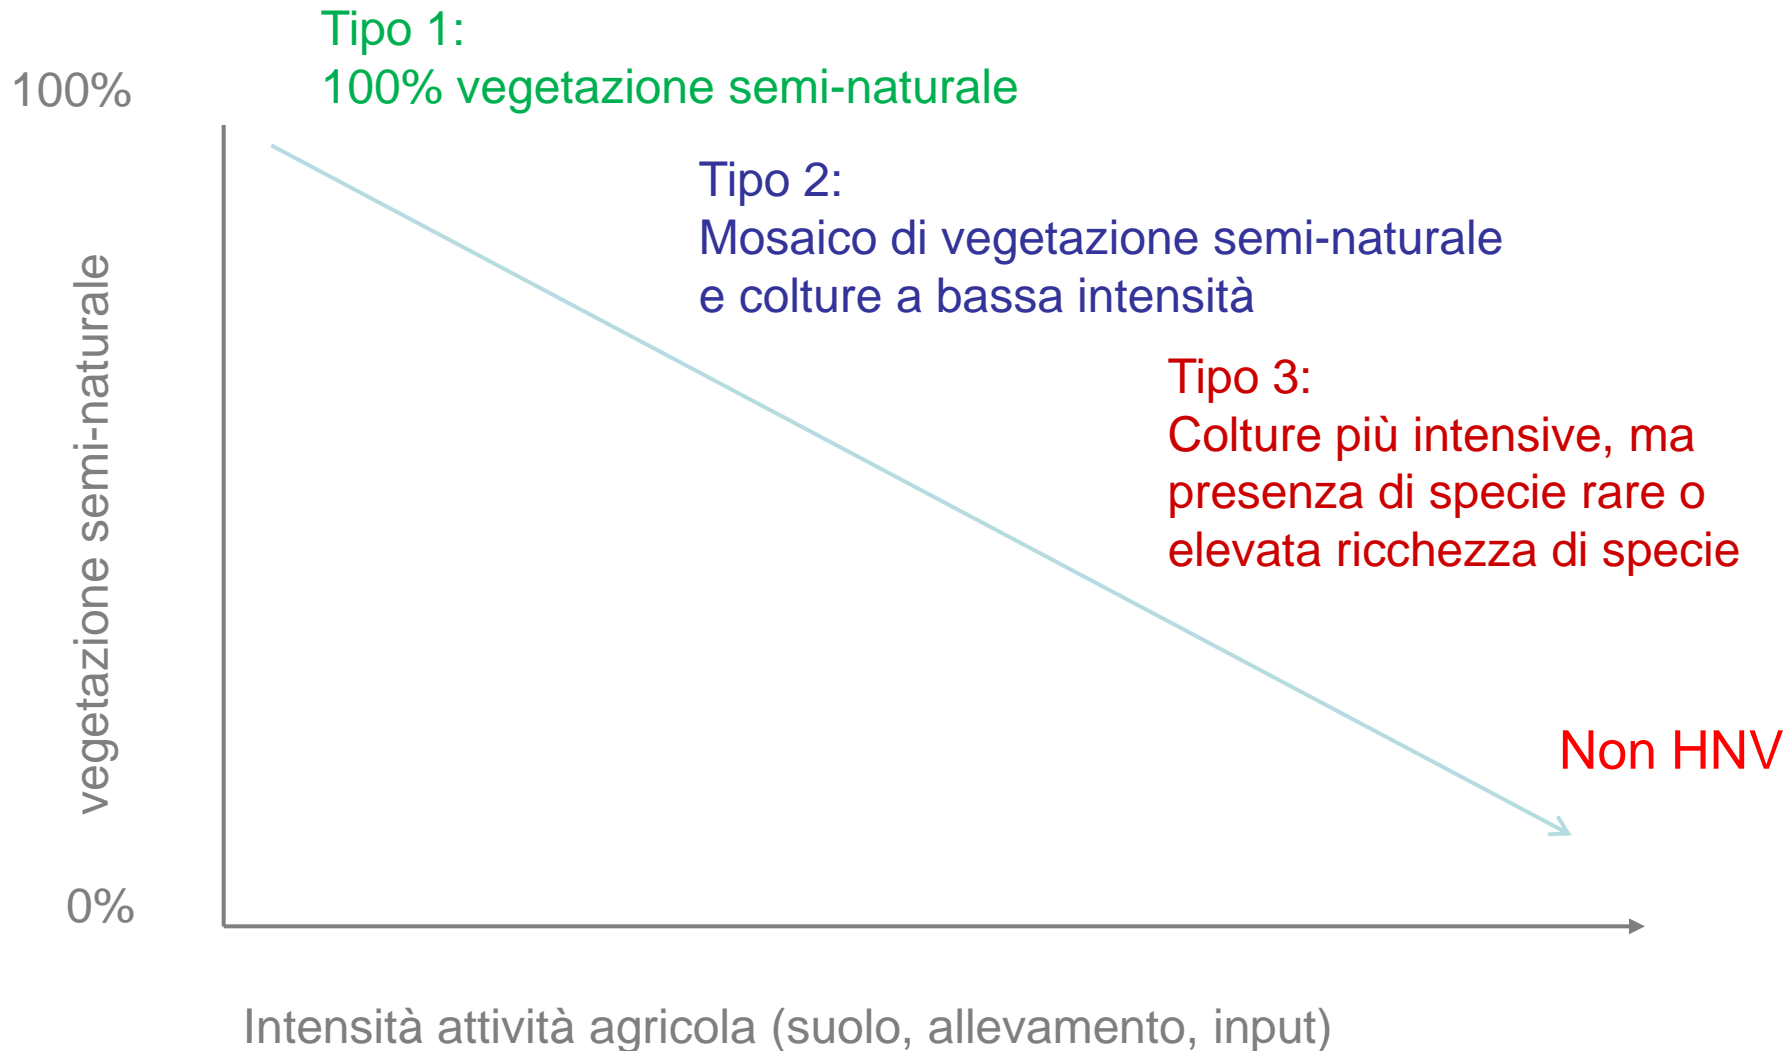 Tipo 1:
100% vegetazione semi-naturale
100%
Tipo 2:
Mosaico di vegetazione semi-naturale
e colture a bassa intensità
Tipo 3:
Colture più intensive, ma
presenza di specie rare o
elevata ricchezza di specie
vegetazione semi-naturale
Non HNV
0%
Intensità attività agricola (suolo, allevamento, input)